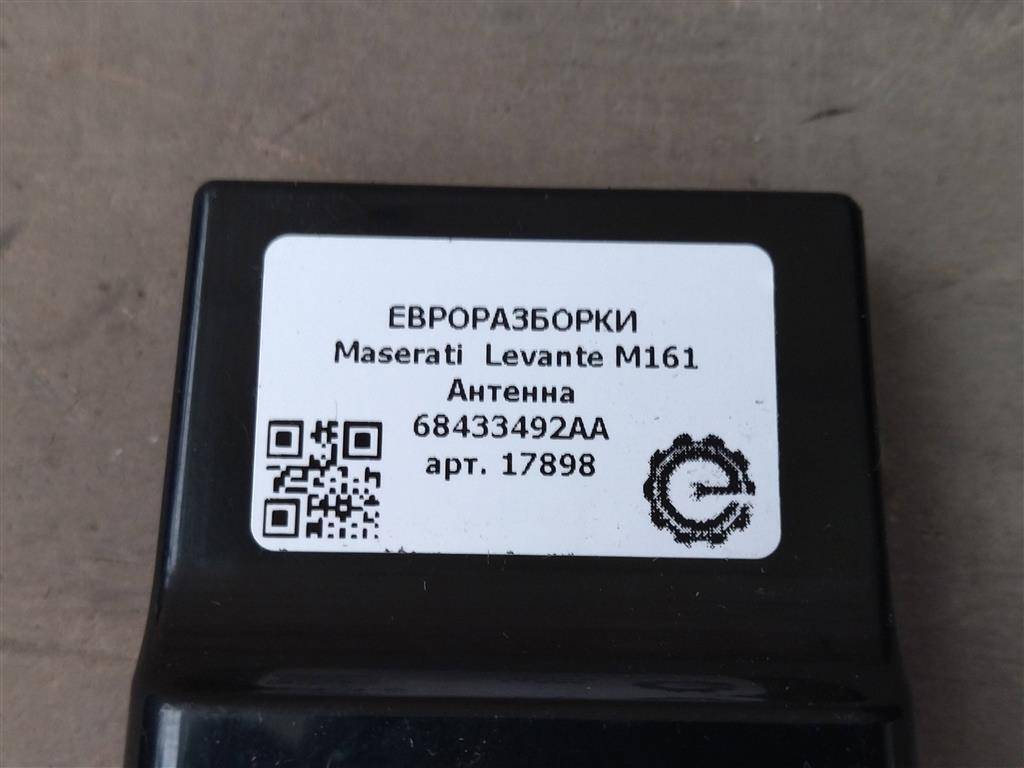 ЕВРОРАЗБОРКИ
Maserati Levante M161
Антенна
68433492AA
арт. 17898